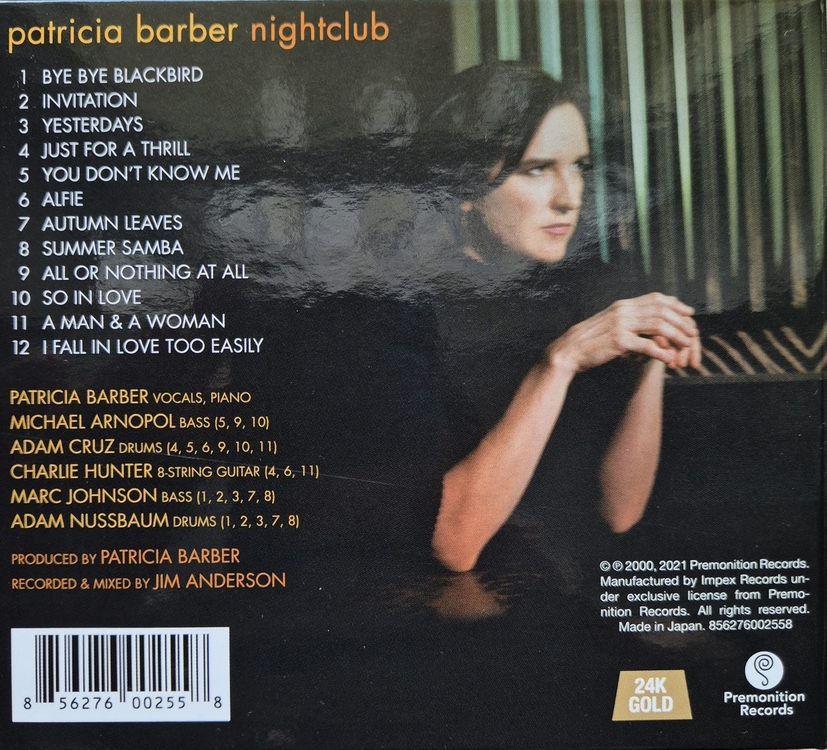 patricia barber nightclub
1 BYE BYE BLACKBIRD
2 INVITATION
3 YESTERDAYS
4 JUST FOR A THRILL
5 YOU DON'T KNOW ME
6 ALFIE
7 AUTUMN LEAVES
8 SUMMER SAMBA
9 ALL OR NOTHING AT ALL
10 SO IN LOVE
11 A MAN & A WOMAN
12 I FALL IN LOVE TOO EASILY
PATRICIA BARBER VOCALS, PIANO
MICHAEL ARNOPOL BASS (5, 9, 10)
ADAM CRUZ DRUMS (4, 5, 6, 9, 10, 11)
CHARLIE HUNTER 8-STRING GUITAR (4, 6, 11)
MARC JOHNSON BASS (1, 2, 3, 7, 8)
ADAM NUSSBAUM DRUMS (1, 2, 3, 7, 8)
PRODUCED BY PATRICIA BARBER
RECORDED & MIXED BY JIM ANDERSON
©℗ 2000, 2021 Premonition Records.
Manufactured by Impex Records un-
der exclusive license from Premo-
nition Records. All rights reserved.
Made in Japan. 856276002558
8 56276 00255 8
24K
GOLD
Premonition
Records